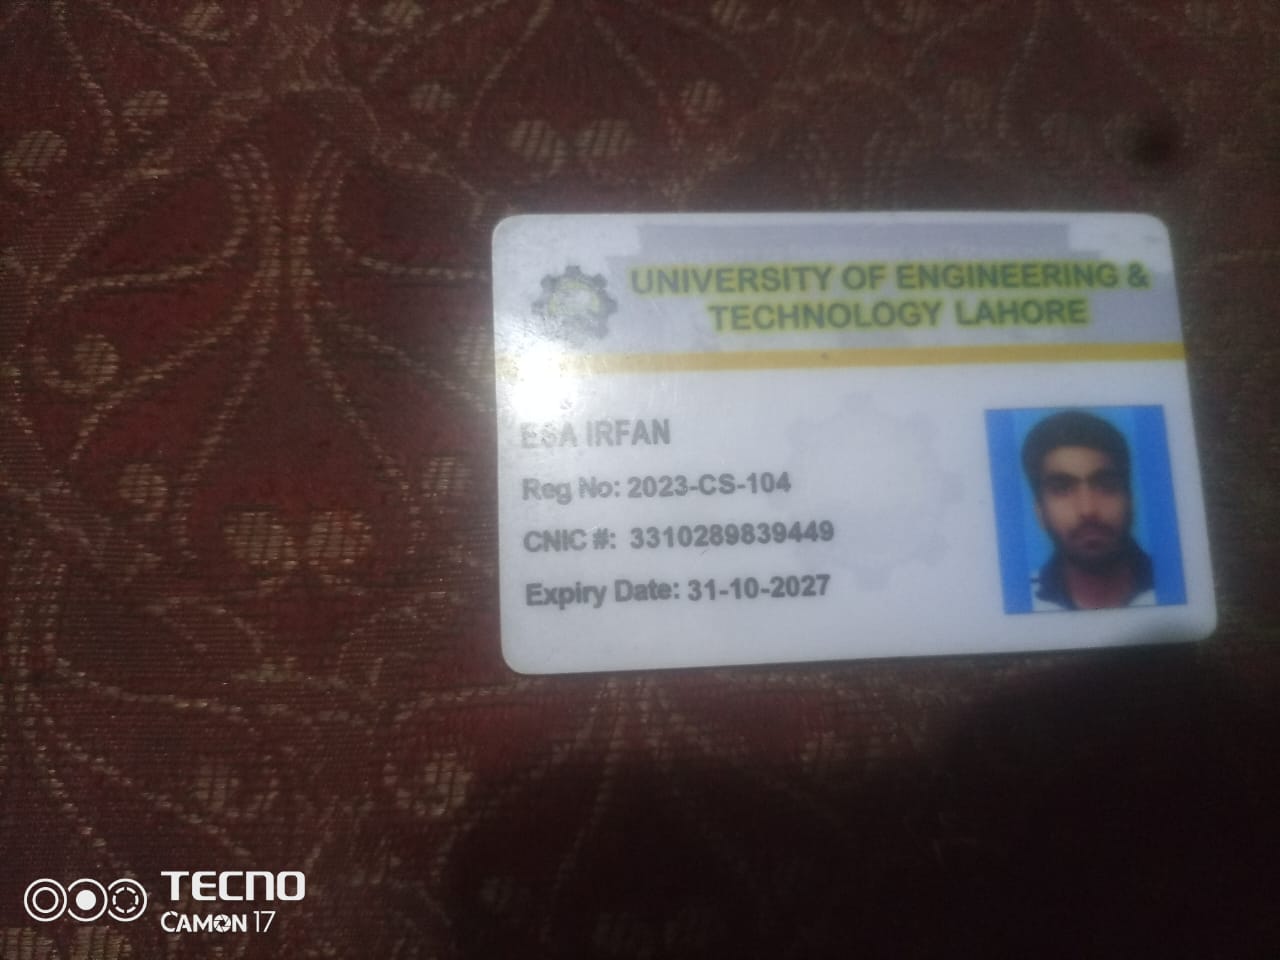 UNIVERSITY OF ENGINEERING &
TECHNOLOGY LAHORE
ESA IRFAN
Reg No: 2023-CS-104
CNIC #: 3310289839449
Expiry Date: 31-10-2027
TECNO
CAMON 17